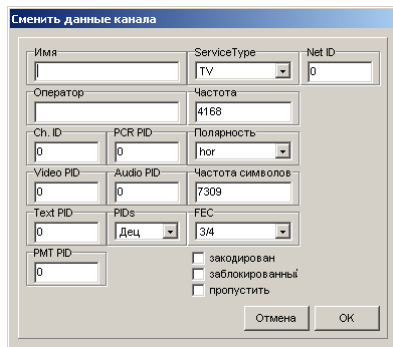 Сменить данные канала
Имя
ServiceType
Net ID
TV
0
Оператор
Частота
4168
Ch. ID
PCR PID
Полярность
0
0
hor
Video PID
Audio PID
Частота символов
0
0
7309
Text PID
PIDs
FEC
0
Дец
3/4
PMT PID
0
закодирован
заблокированный
пропустить
Отмена
OK